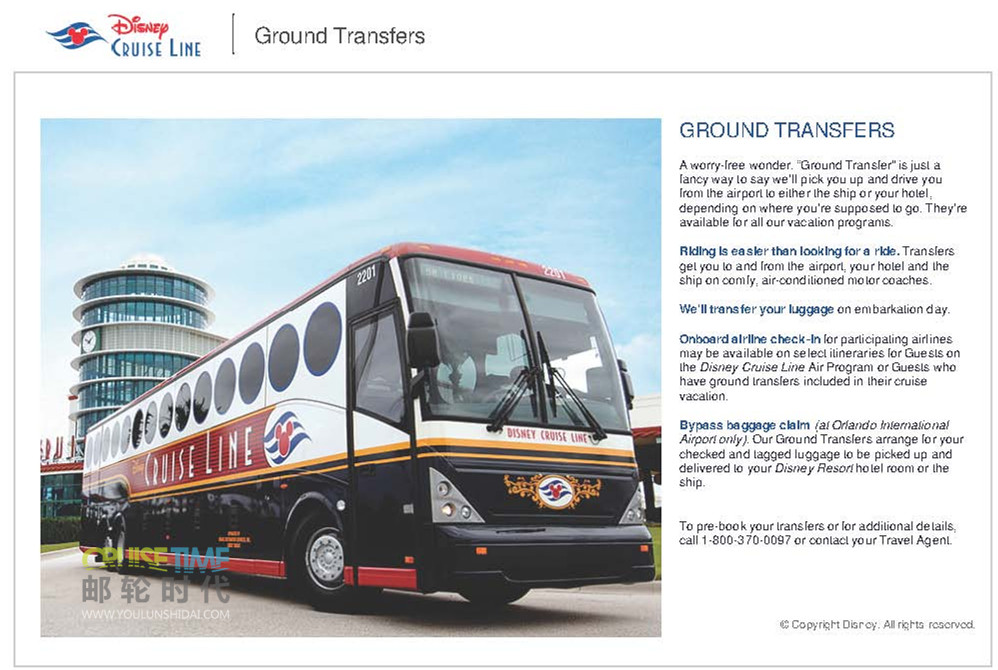 Disney
CRUISE LINE
Ground Transfers
GROUND TRANSFERS
A worry-free wonder. "Ground Transfer" is just a
fancy way to say we'll pick you up and drive you
from the airport to either the ship or your hotel,
depending on where you're supposed to go. They're
available for all our vacation programs.
Riding is easier than looking for a ride. Transfers
get you to and from the airport, your hotel and the
ship on comfy, air-conditioned motor coaches.
We'll transfer your luggage on embarkation day.
Onboard airline check-in for participating airlines
may be available on select itineraries for Guests on
the Disney Cruise Line Air Program or Guests who
have ground transfers included in their cruise
vacation.
Bypass baggage claim (at Orlando International
Airport only). Our Ground Transfers arrange for your
checked and tagged luggage to be picked up and
delivered to your Disney Resort hotel room or the
ship.
To pre-book your transfers or for additional details,
call 1-800-370-0097 or contact your Travel Agent.
© Copyright Disney. All rights reserved.
2201
2201
DISNEY CRUISE LINE
Disney
CRUISE LINE
CRUISETIME
邮轮时代
WWW.YOULUNSHIDAI.COM